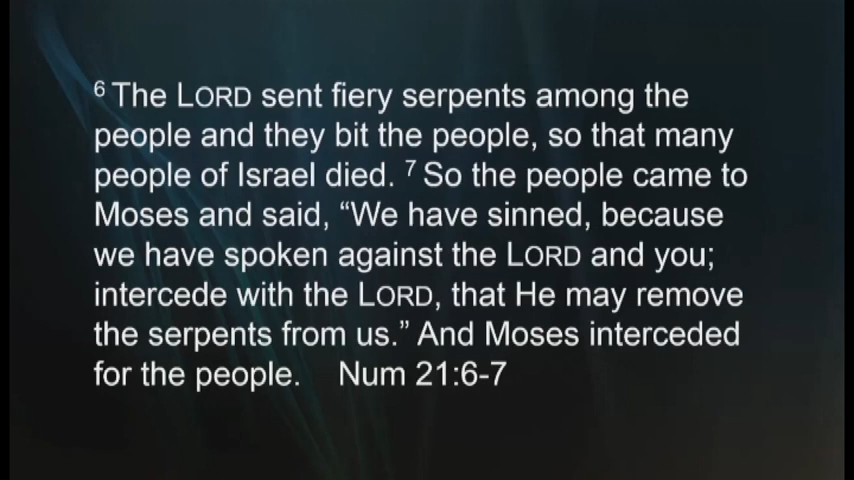 6 The LORD sent fiery serpents among the
people and they bit the people, so that many
people of Israel died. 7 So the people came to
Moses and said, “We have sinned, because
we have spoken against the LORD and you;
intercede with the LORD, that He may remove
the serpents from us.” And Moses interceded
for the people. Num 21:6-7